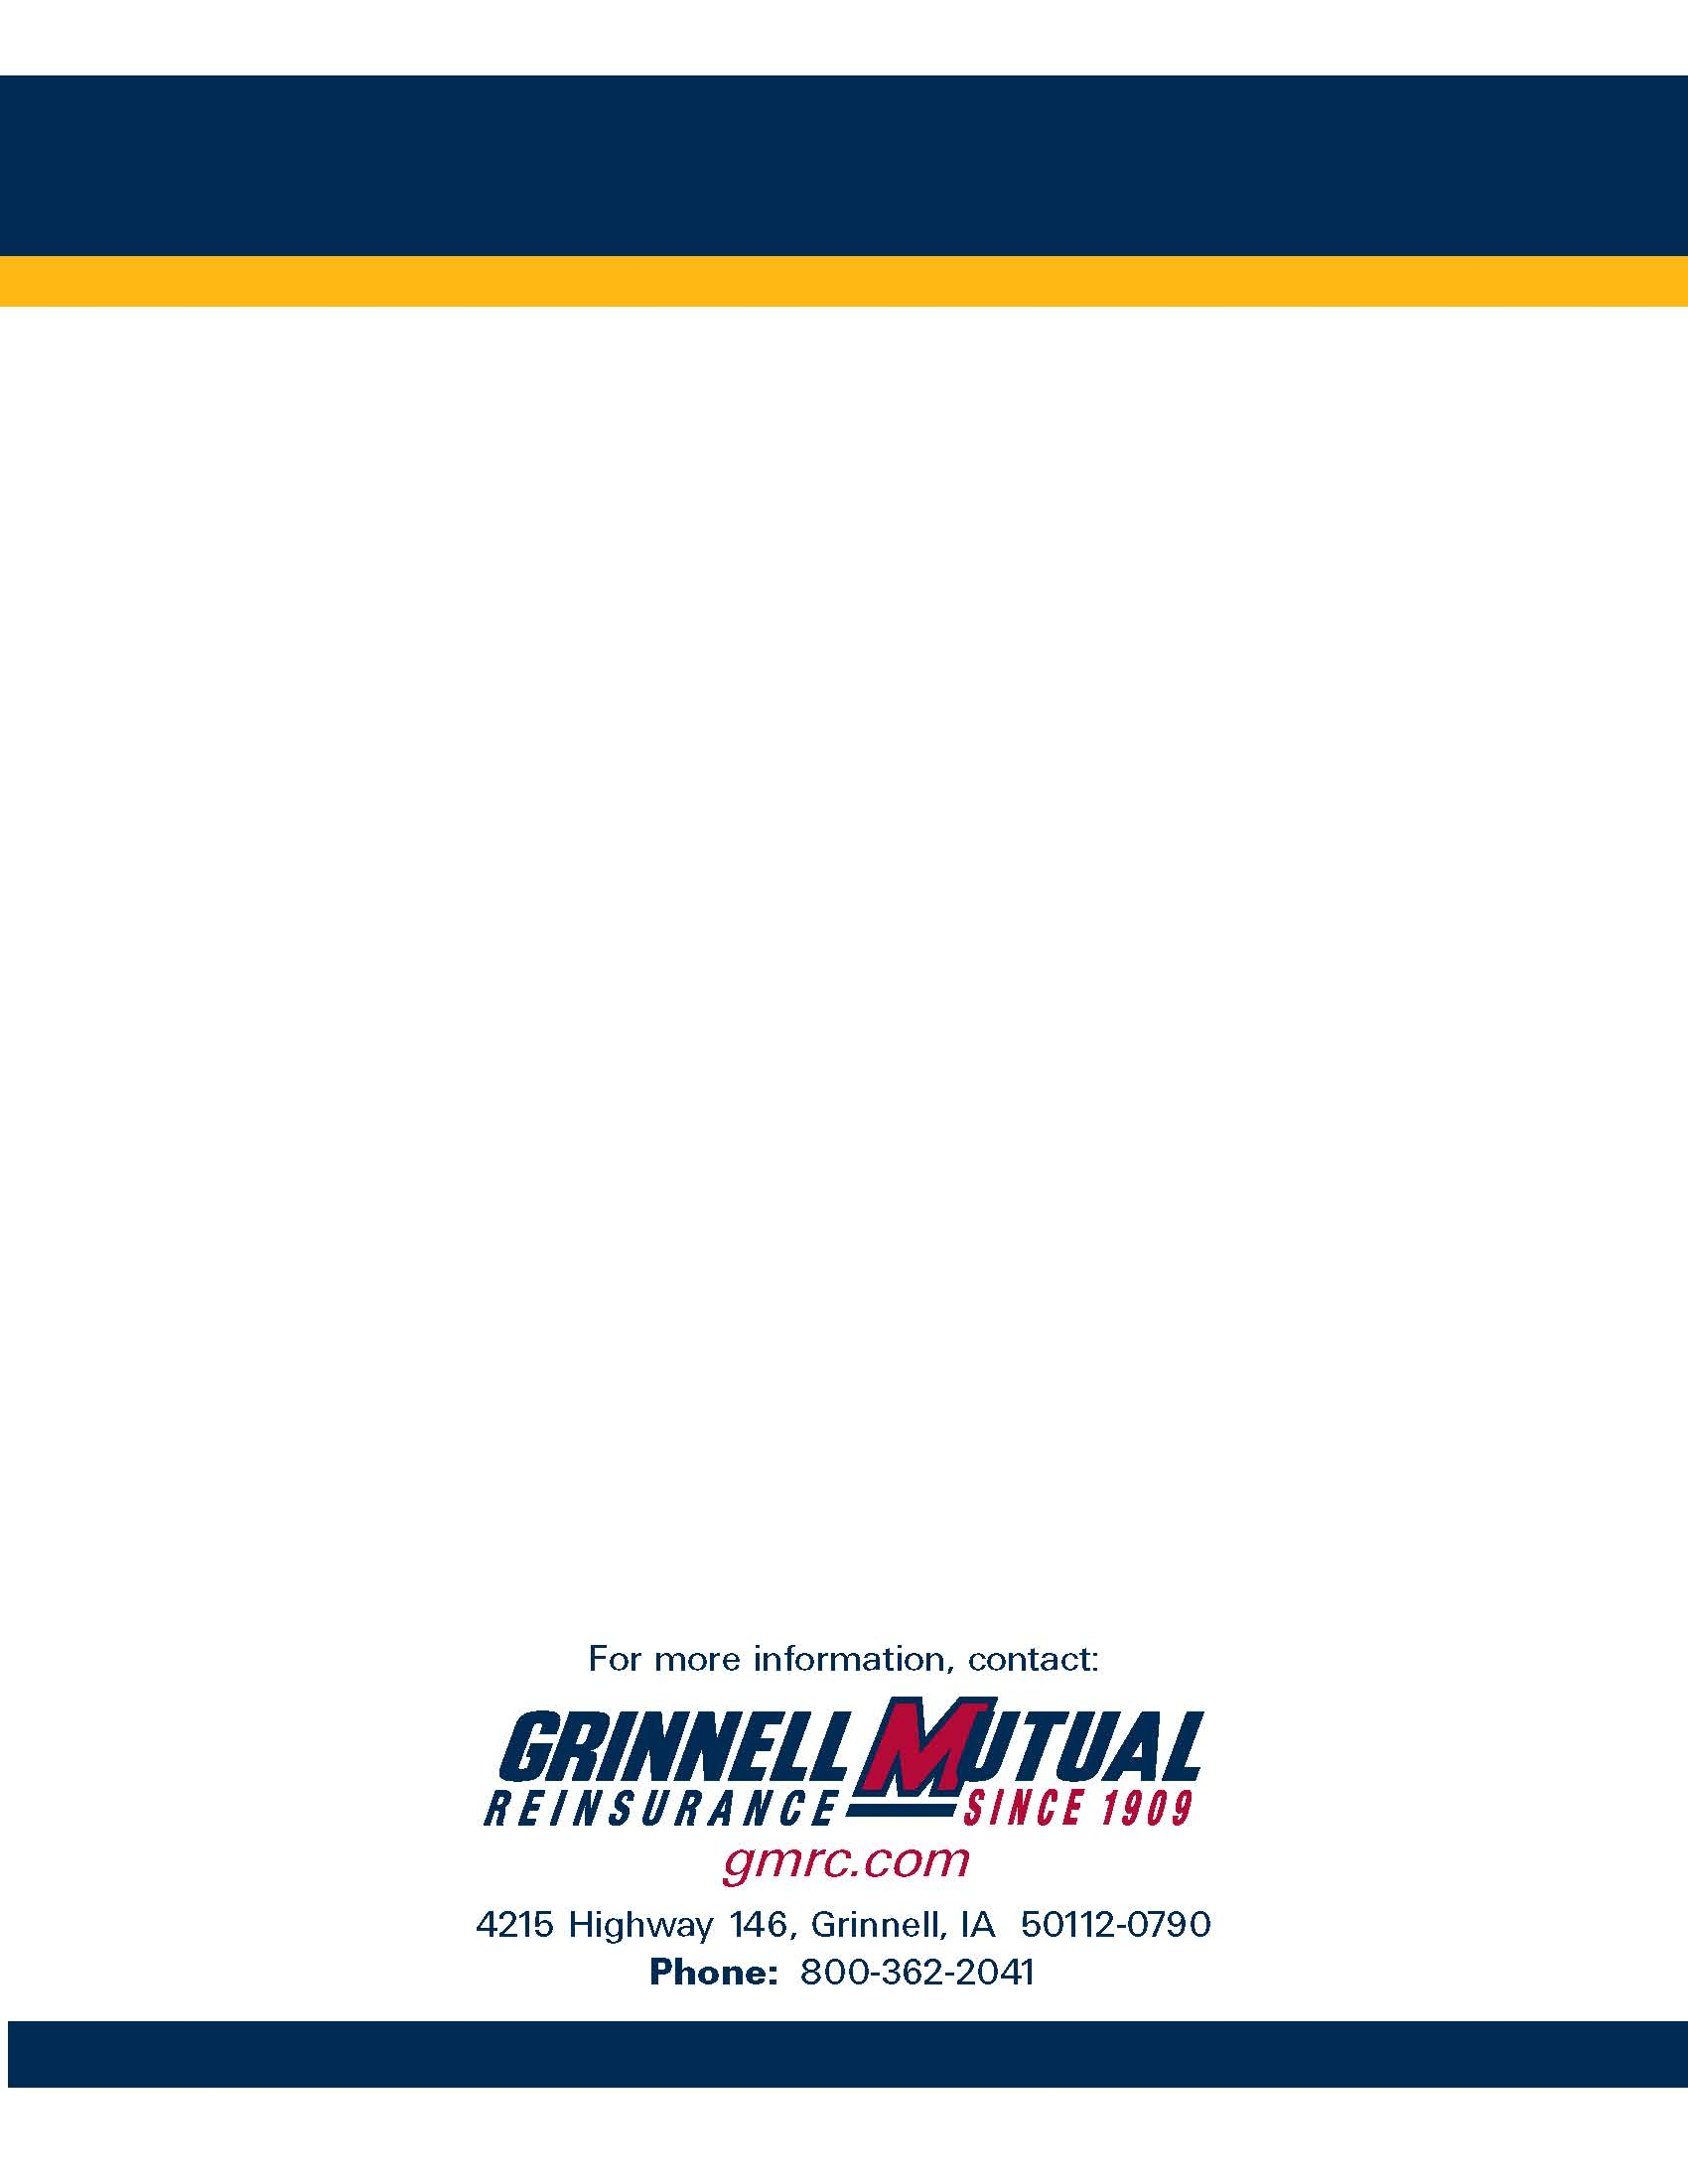 For more information, contact:
GRINNELL MUTUAL
REINSURANCE SINCE 1909
gmrc.com
4215 Highway 146, Grinnell, IA 50112-0790
Phone: 800-362-2041